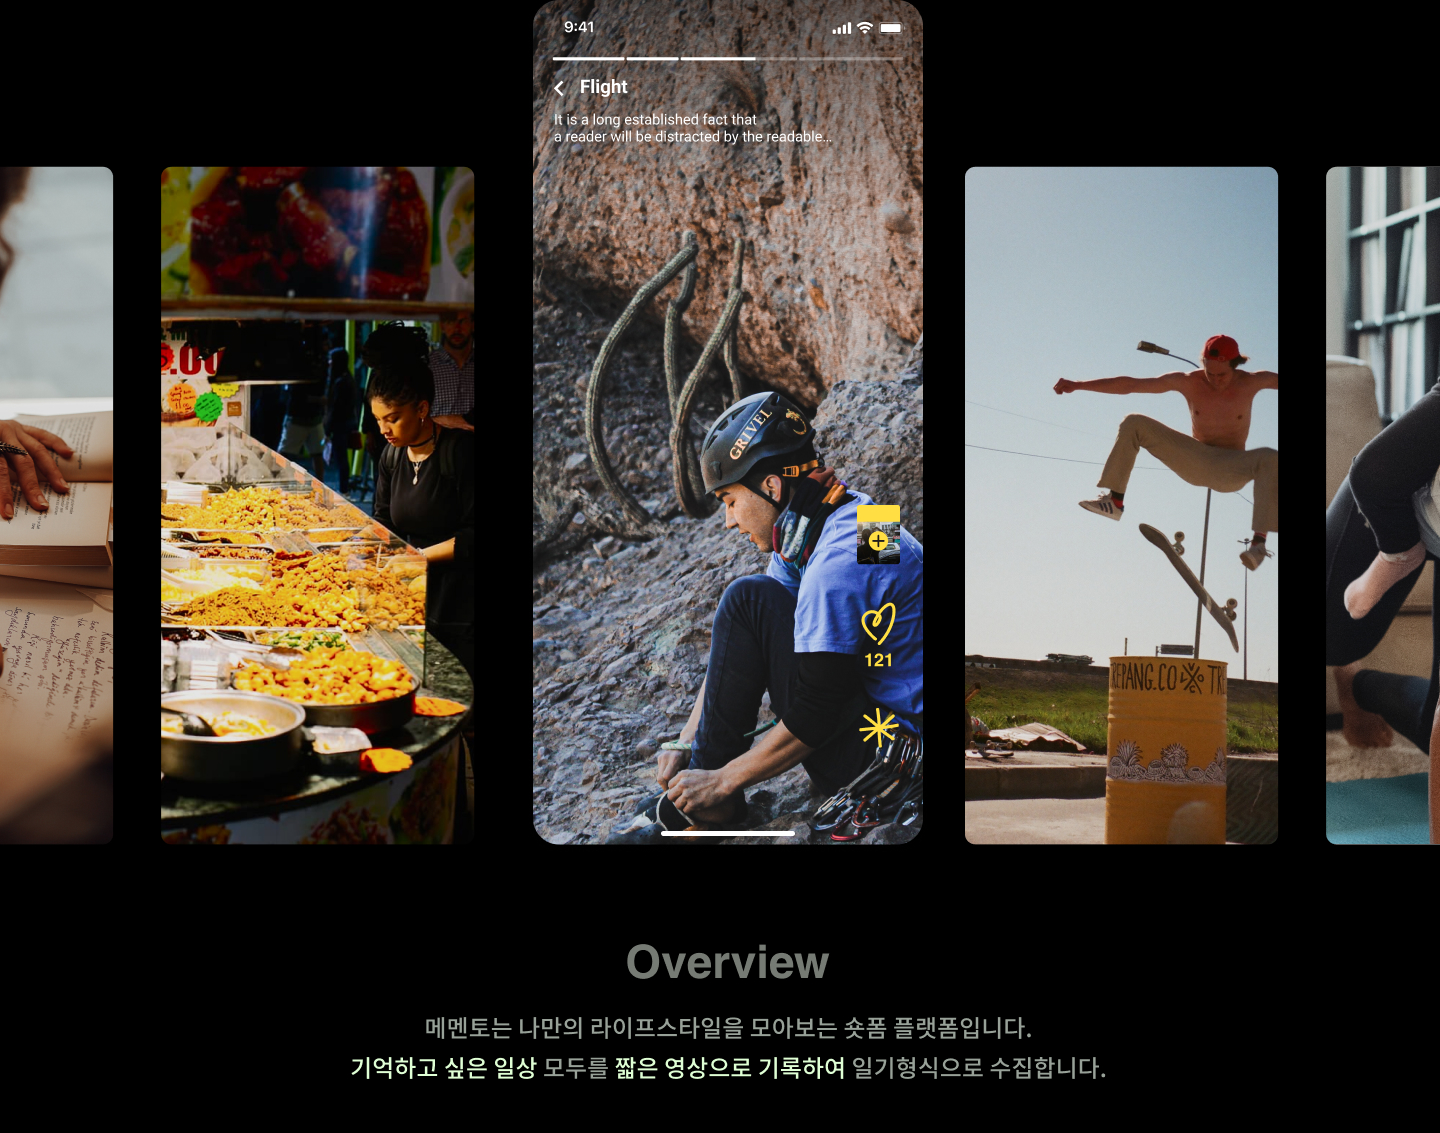 9:41
Flight
It is a long established fact that
a reader will be distracted by the readable...
GRIVEL
121
REPANG.CO
Overview
메멘토는 나만의 라이프스타일을 모아보는 숏폼 플랫폼입니다.
기억하고 싶은 일상 모두를 짧은 영상으로 기록하여 일기형식으로 수집합니다.